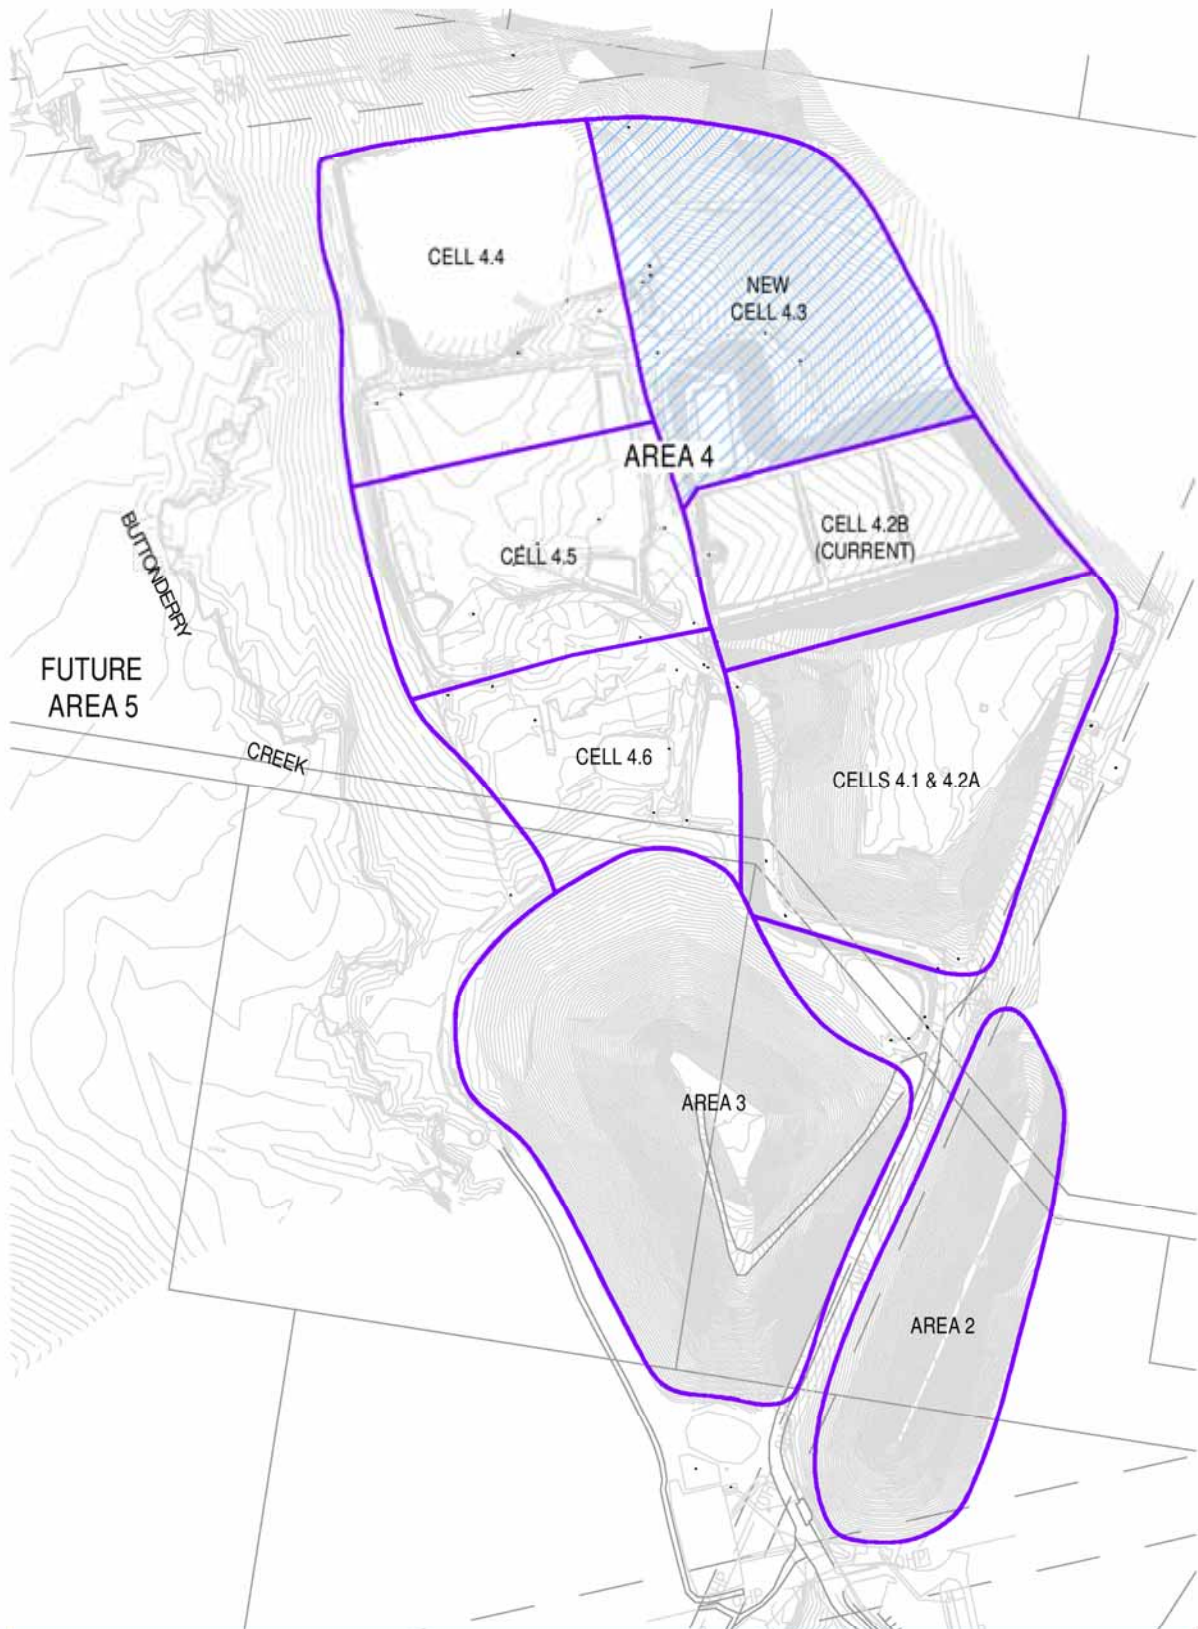 CELL 4.4
NEW
CELL 4.3
AREA 4
CELL 4.2B
(CURRENT)
CELL 4.5
BUTTONDERRY
FUTURE
AREA 5
CREEK
CELL 4.6
CELLS 4.1 & 4.2A
AREA 3
AREA 2